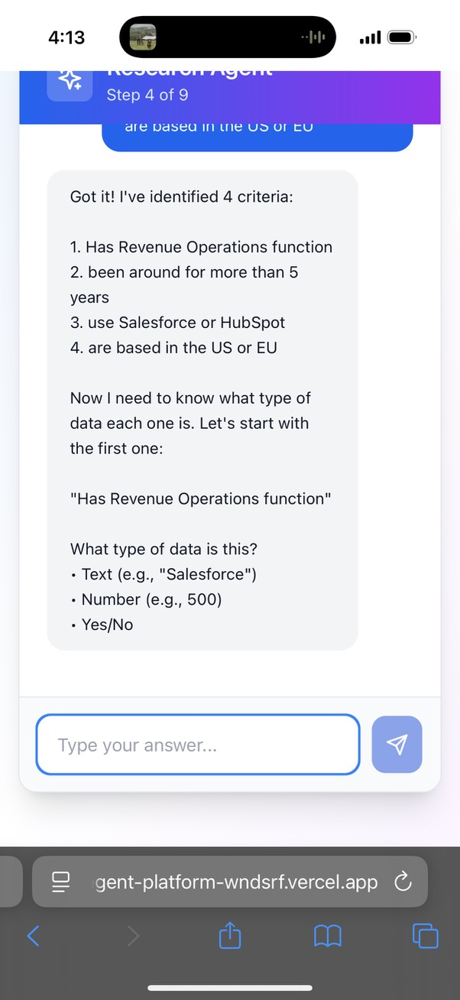 4:13
Research Agent
Step 4 of 9
are based in the US or EU
Got it! I've identified 4 criteria:
1. Has Revenue Operations function
2. been around for more than 5
years
3. use Salesforce or HubSpot
4. are based in the US or EU
Now I need to know what type of
data each one is. Let's start with
the first one:
"Has Revenue Operations function"
What type of data is this?
• Text (e.g., "Salesforce")
• Number (e.g., 500)
• Yes/No
Type your answer...
gent-platform-wndsrf.vercel.app